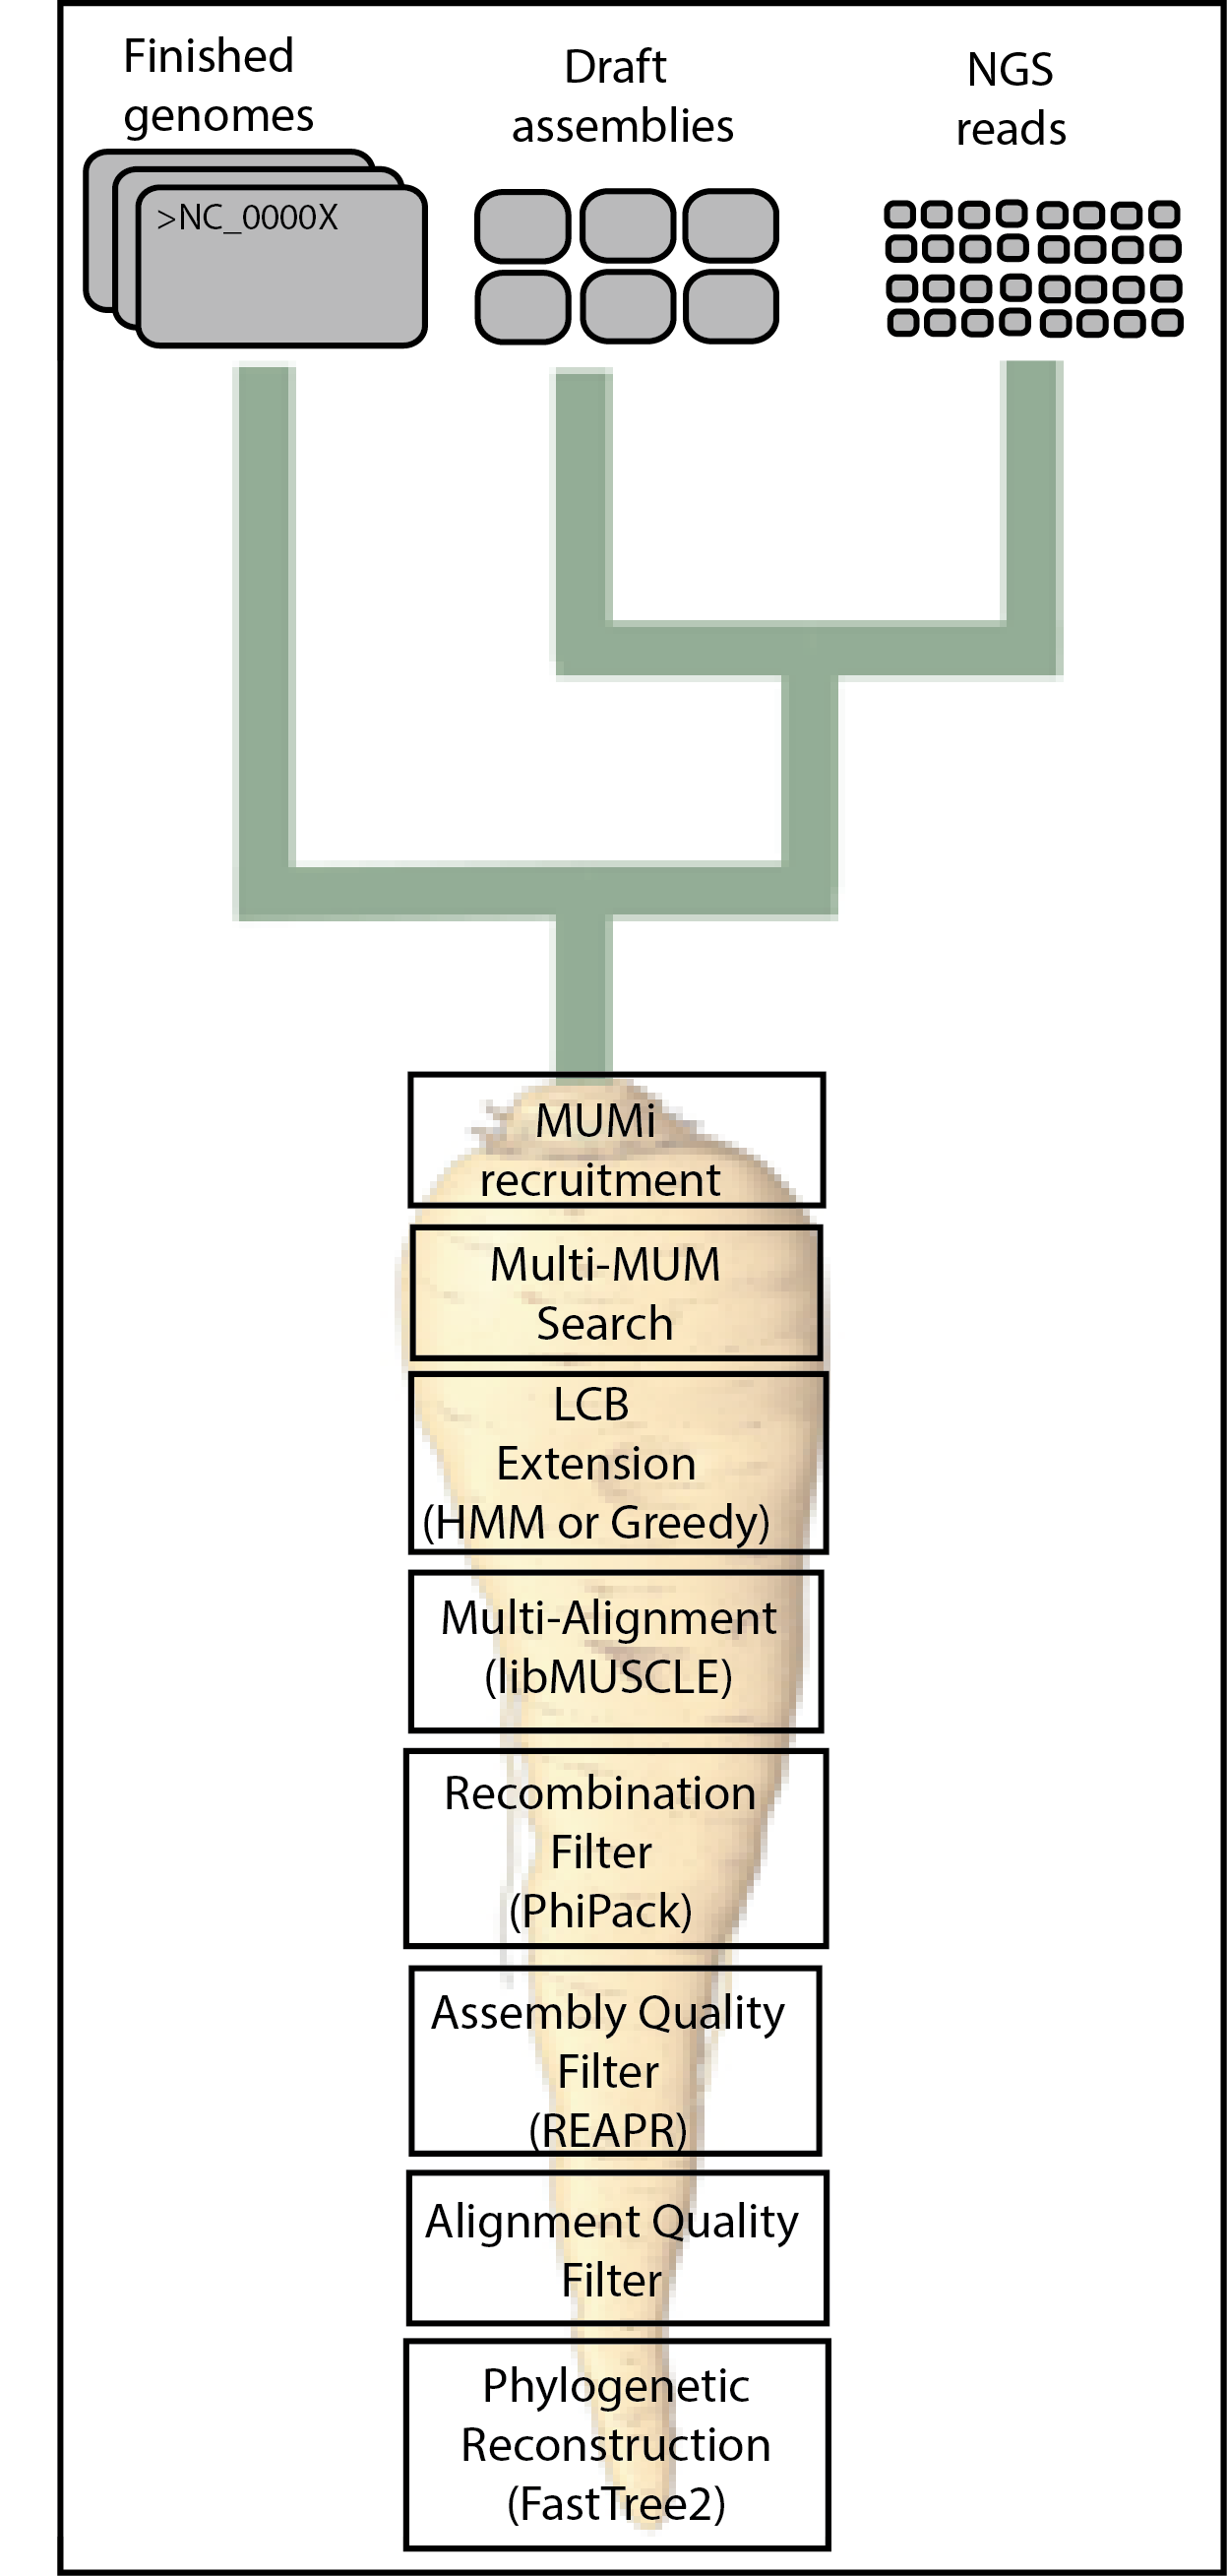 Finished
genomes
Draft
assemblies
NGS
reads
>NC_0000X
MUMi
recruitment
Multi-MUM
Search
LCB
Extension
(HMM or Greedy)
Multi-Alignment
(libMUSCLE)
Recombination
Filter
(PhiPack)
Assembly Quality
Filter
(REAPR)
Alignment Quality
Filter
Phylogenetic
Reconstruction
(FastTree2)